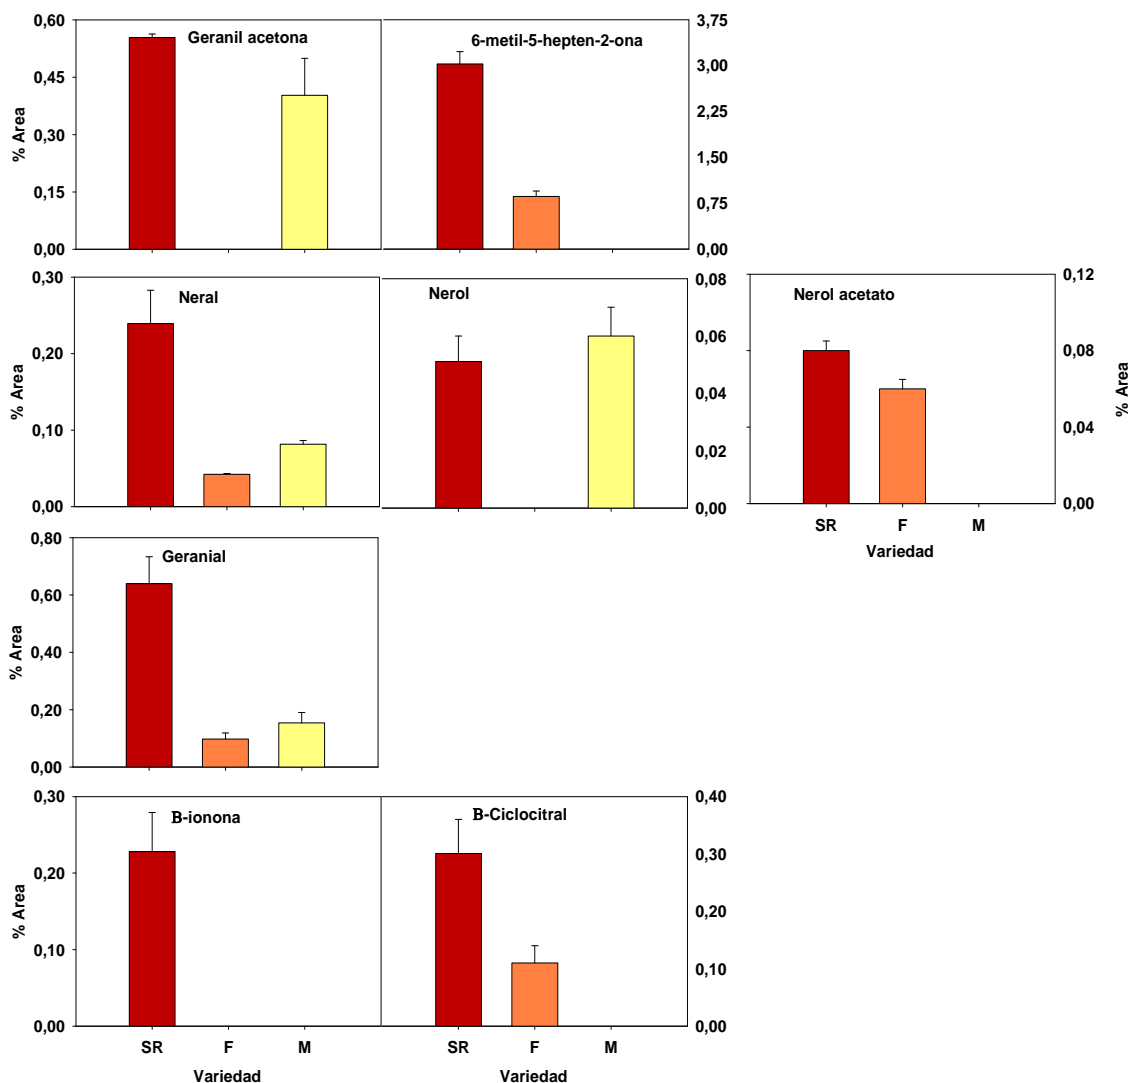 Geranil acetona
% Area
0,60
0,45
0,30
0,15
0,00
6-metil-5-hepten-2-ona
3,75
3,00
2,25
1,50
0,75
0,00
Neral
% Area
0,30
0,20
0,10
0,00
Nerol
0,08
0,06
0,04
0,02
0,00
Nerol acetato
0,12
0,08
0,04
0,00
% Area
SR F M
Variedad
Geranial
% Area
0,80
0,60
0,40
0,20
0,00
B-ionona
% Area
0,30
0,20
0,10
0,00
SR F M
Variedad
B-Ciclocitral
0,40
0,30
0,20
0,10
0,00
SR F M
Variedad